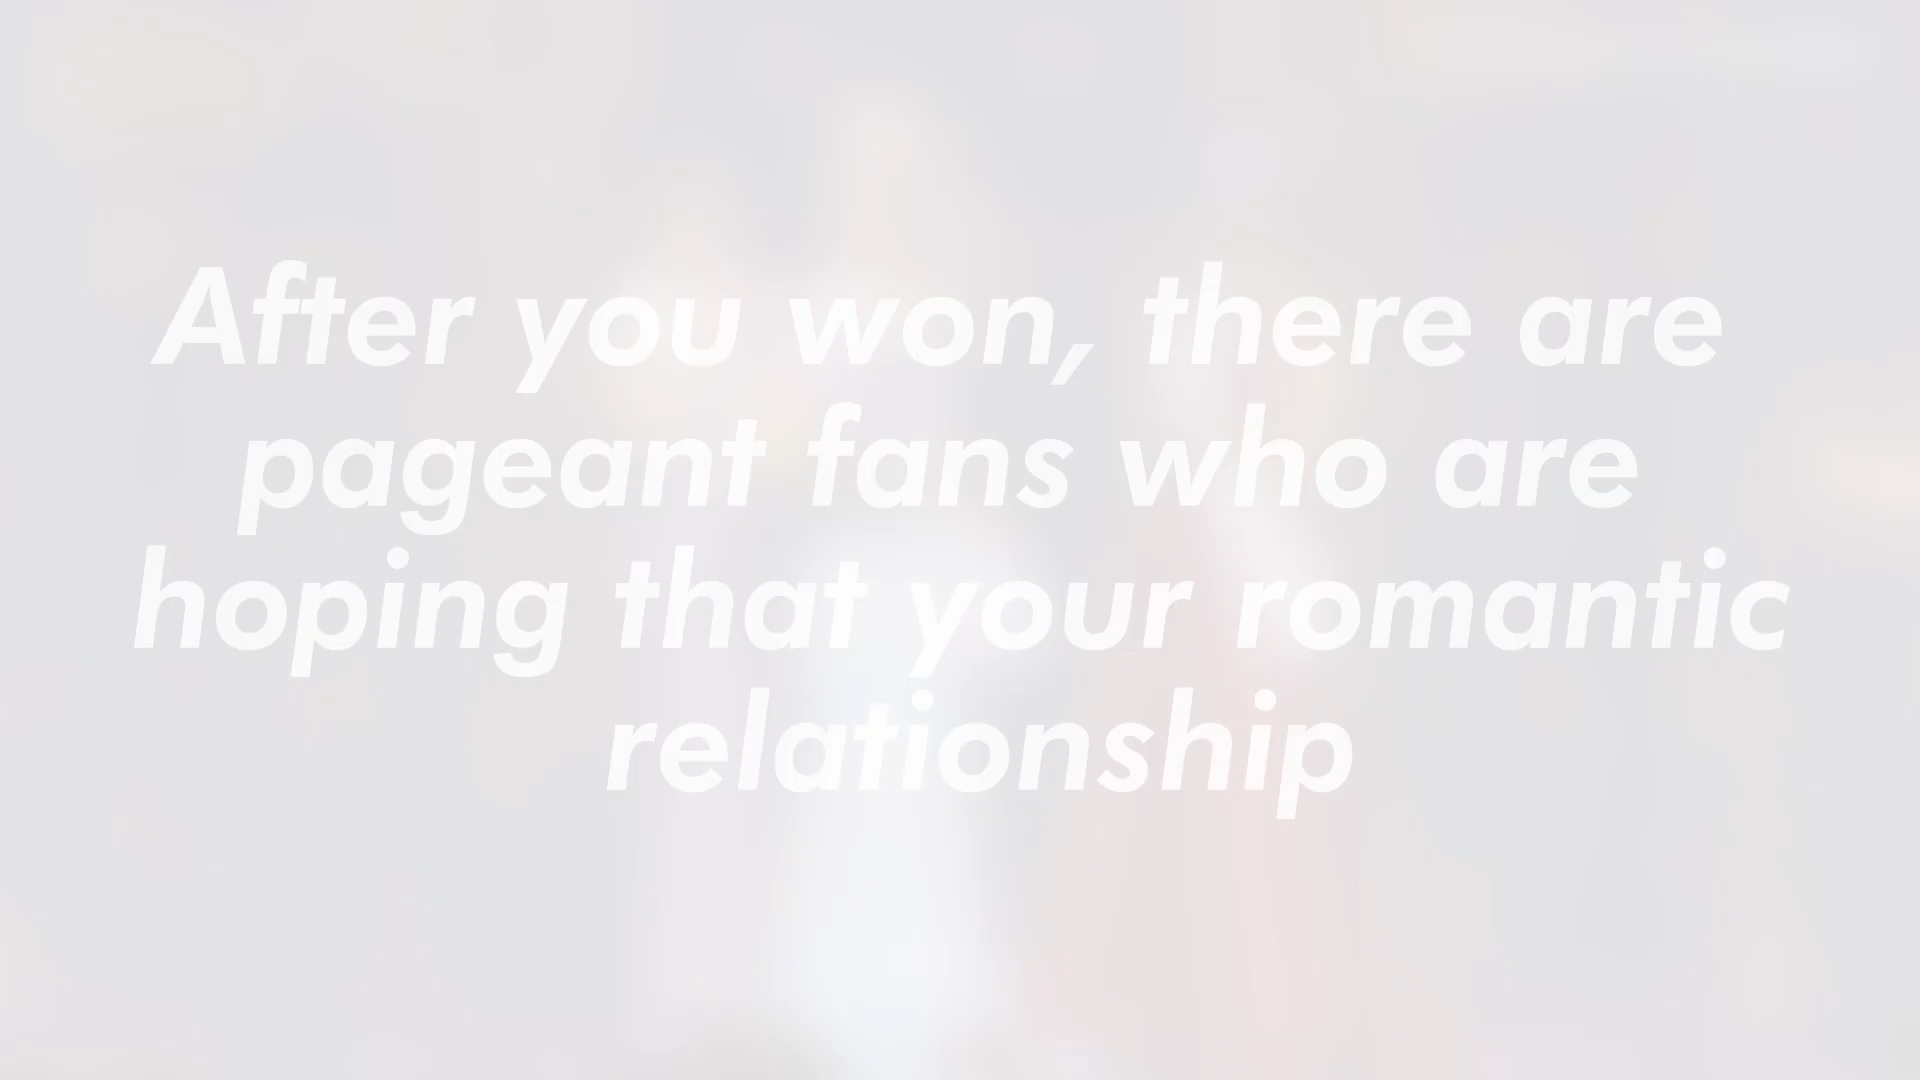 After you won, there are
pageant fans who are
hoping that your romantic
relationship